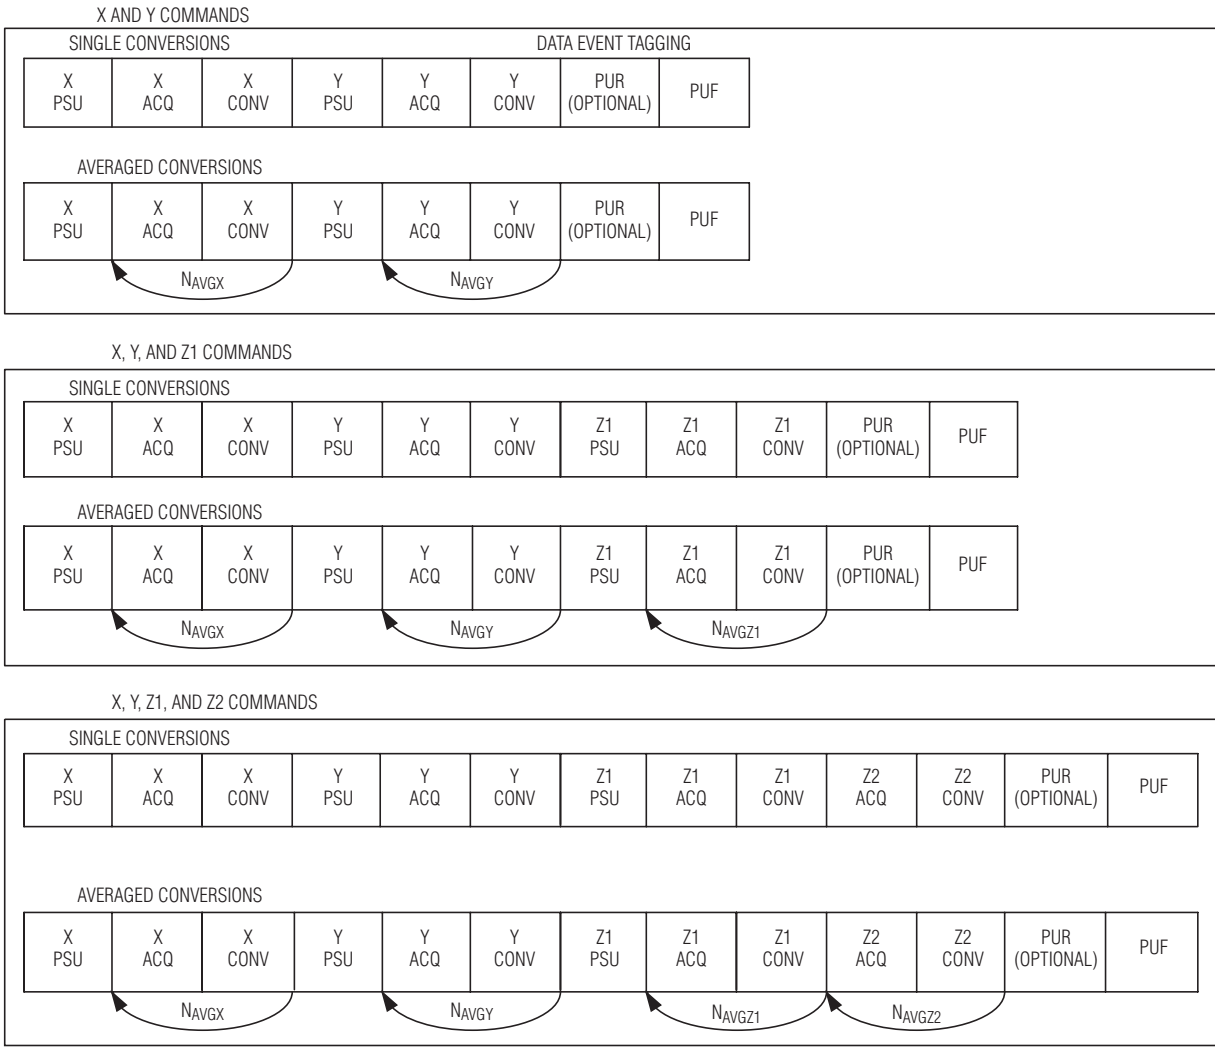 X AND Y COMMANDS
SINGLE CONVERSIONS DATA EVENT TAGGING
X X X Y Y Y PUR PUF
PSU ACQ CONV PSU ACQ CONV (OPTIONAL)
AVERAGED CONVERSIONS
X X X Y Y Y PUR PUF
PSU ACQ CONV PSU ACQ CONV (OPTIONAL)
NAVGX NAVGY
X, Y, AND Z1 COMMANDS
SINGLE CONVERSIONS
X X X Y Y Y Z1 Z1 Z1 PUR PUF
PSU ACQ CONV PSU ACQ CONV PSU ACQ CONV (OPTIONAL)
AVERAGED CONVERSIONS
X X X Y Y Y Z1 Z1 Z1 PUR PUF
PSU ACQ CONV PSU ACQ CONV PSU ACQ CONV (OPTIONAL)
NAVGX NAVGY NAVGZ1
X, Y, Z1, AND Z2 COMMANDS
SINGLE CONVERSIONS
X X X Y Y Y Z1 Z1 Z1 Z2 Z2 PUR PUF
PSU ACQ CONV PSU ACQ CONV PSU ACQ CONV ACQ CONV (OPTIONAL)
AVERAGED CONVERSIONS
X X X Y Y Y Z1 Z1 Z1 Z2 Z2 PUR PUF
PSU ACQ CONV PSU ACQ CONV PSU ACQ CONV ACQ CONV (OPTIONAL)
NAVGX NAVGY NAVGZ1 NAVGZ2